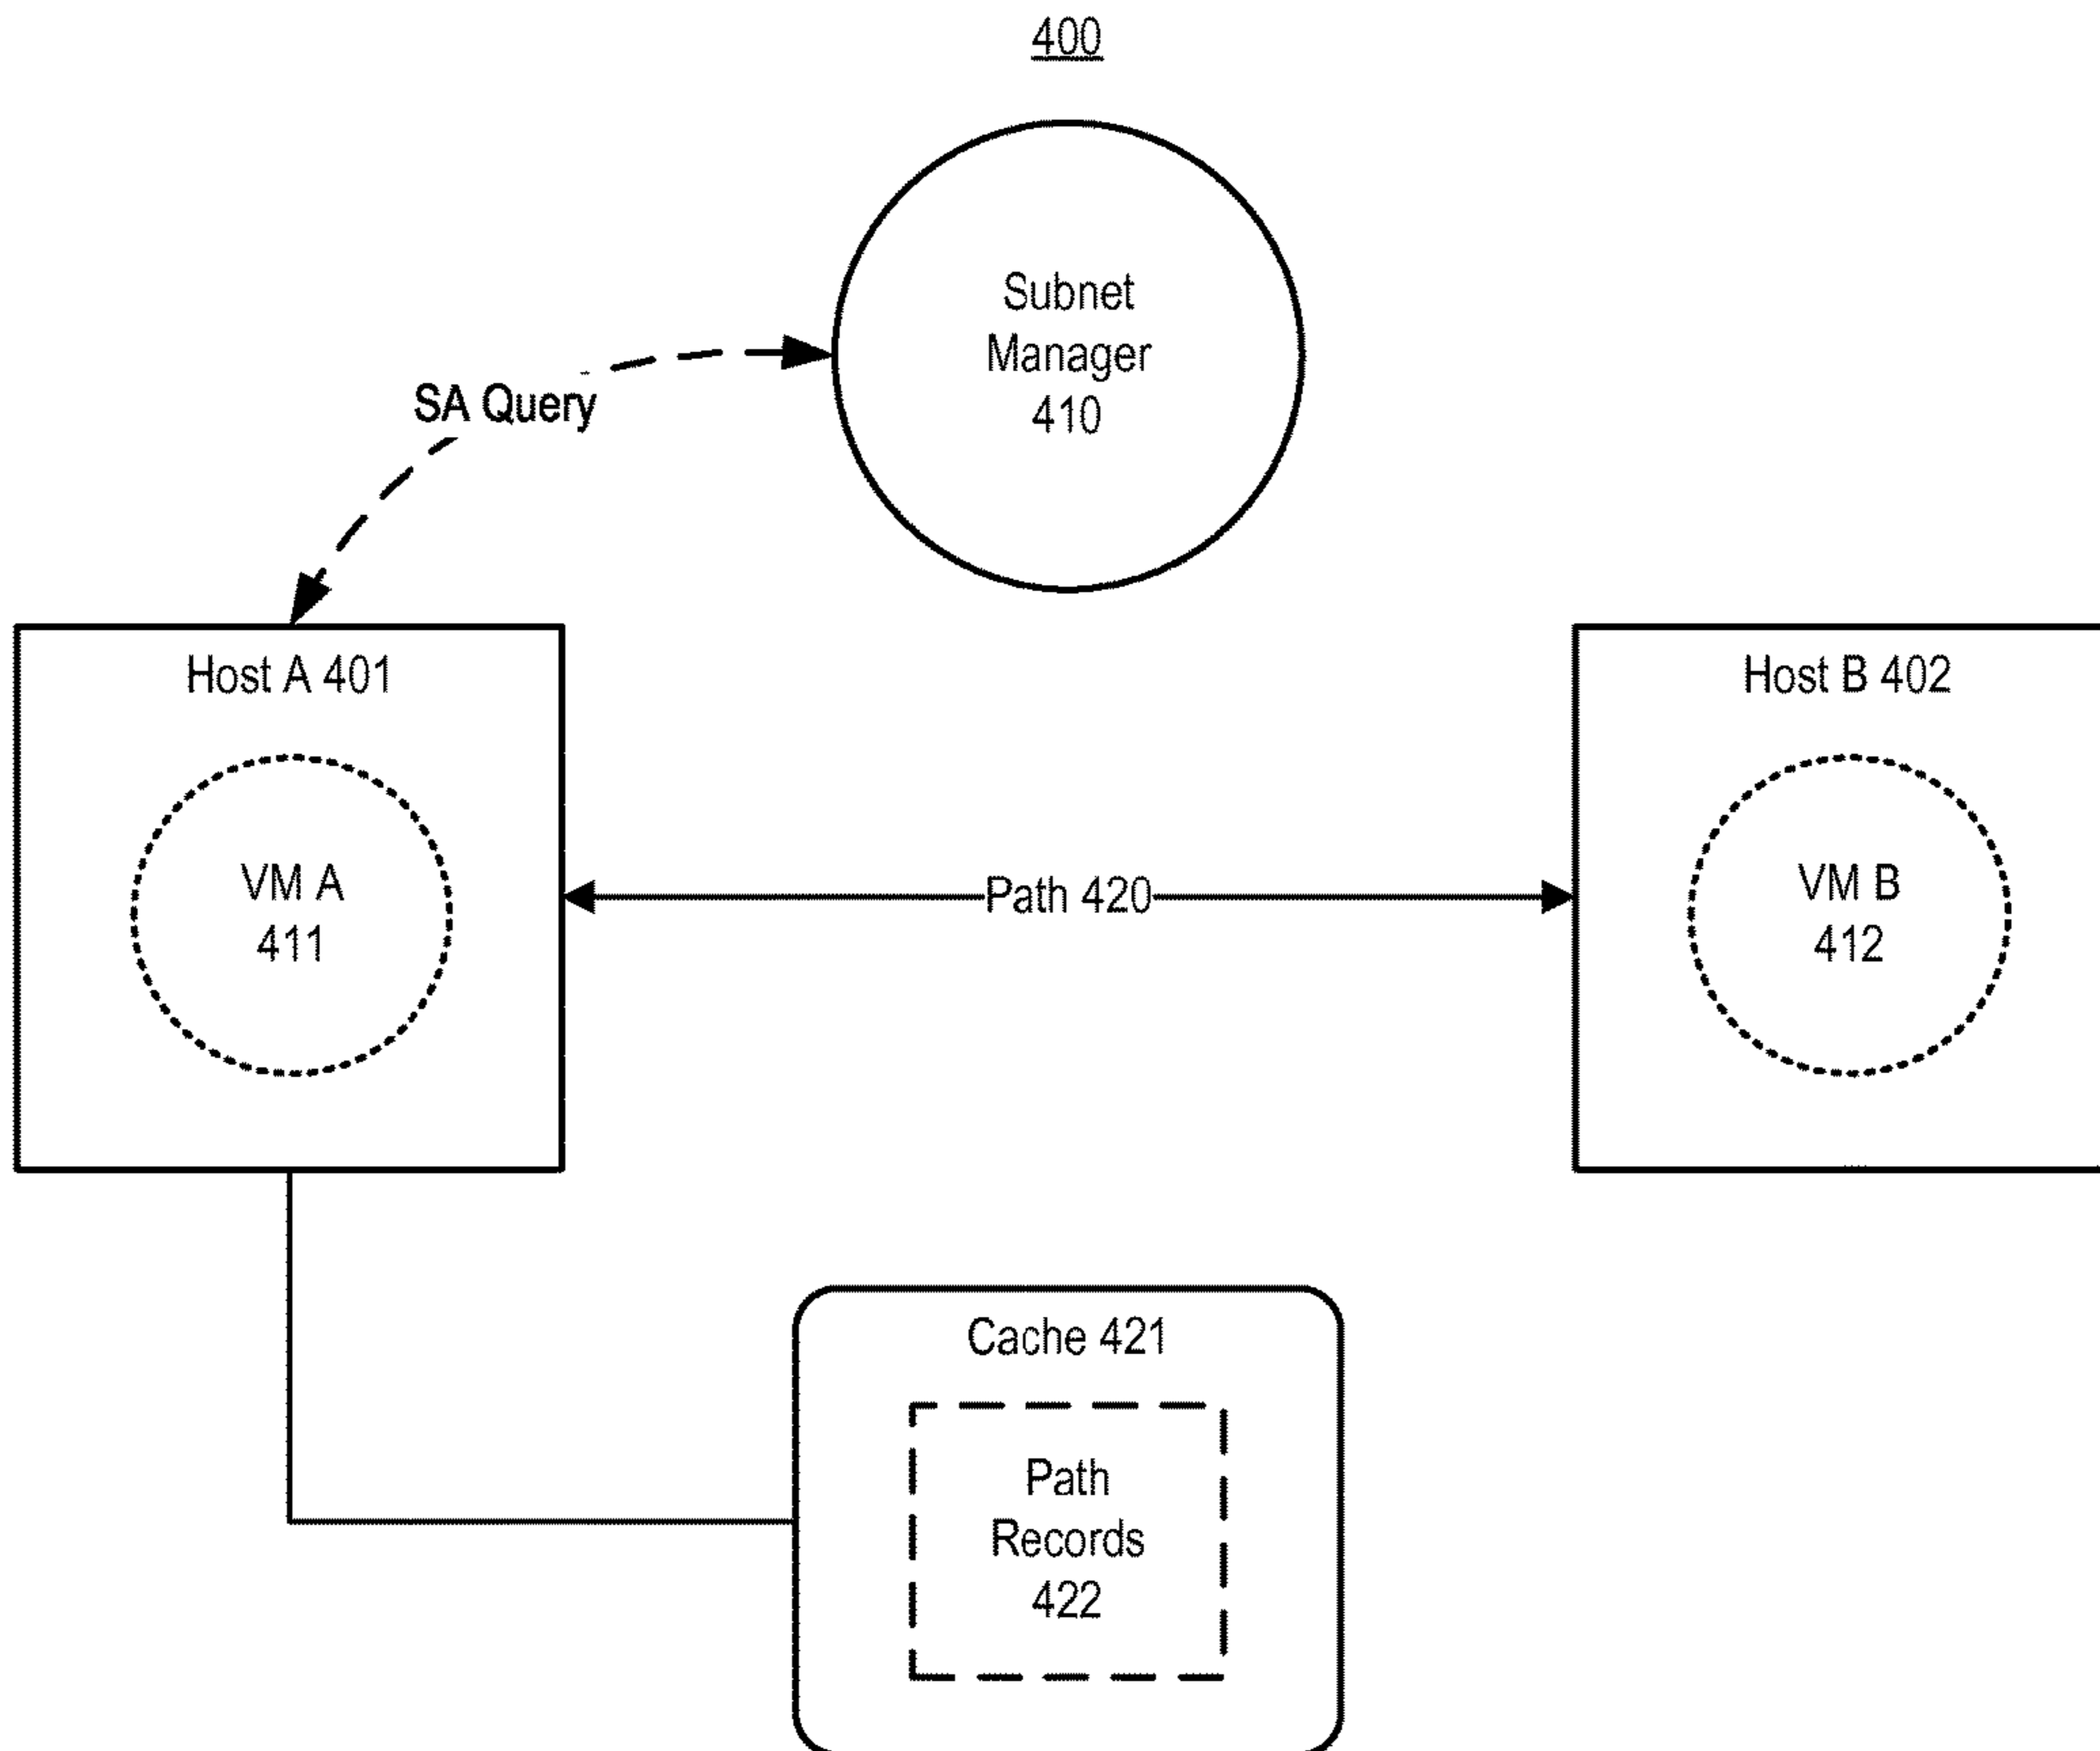 400
Subnet
Manager
410
SA Query
Host A 401
Host B 402
VM A
411
Path 420
VM B
412
Cache 421
Path
Records
422